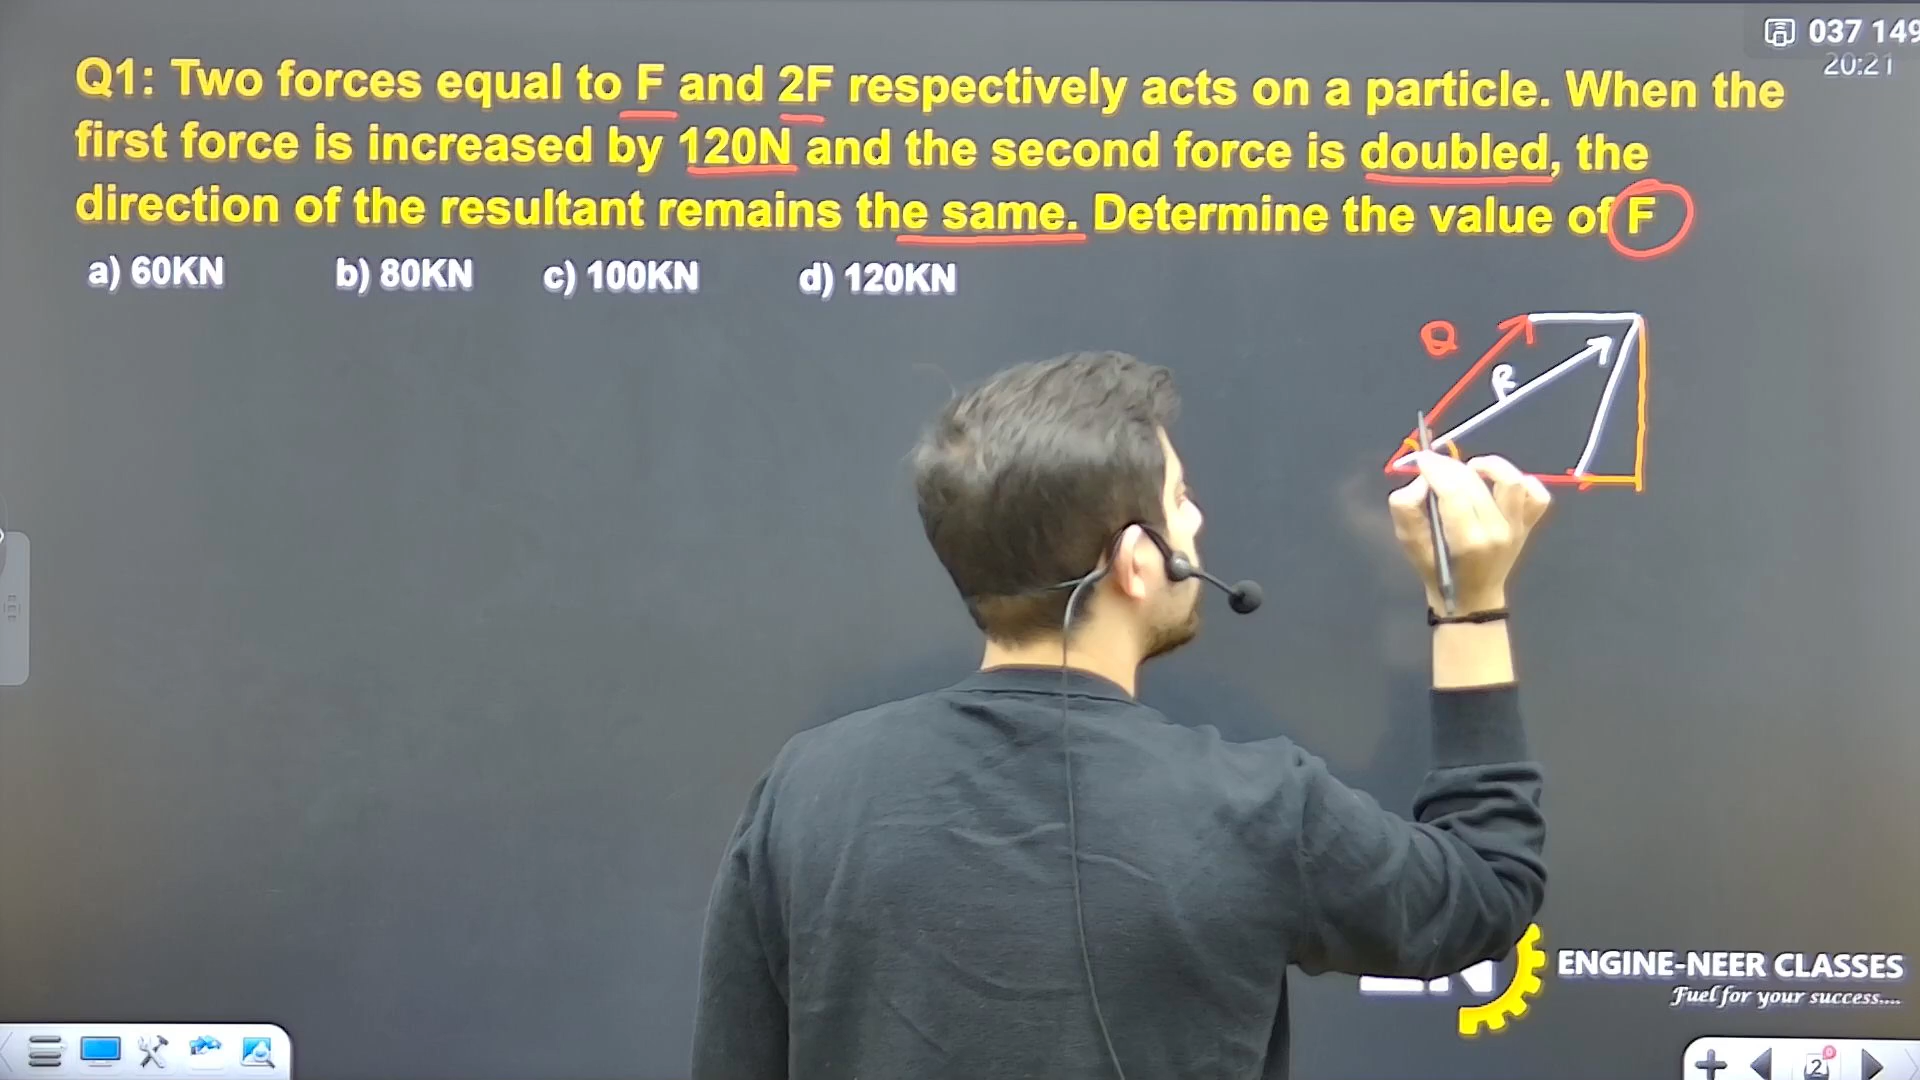 037 149
20:21
Q1: Two forces equal to F and 2F respectively acts on a particle. When the
first force is increased by 120N and the second force is doubled, the
direction of the resultant remains the same. Determine the value of F
a) 60KN b) 80KN c) 100KN d) 120KN
Q
R
ENGINE-NEER CLASSES
Fuel for your success....
2